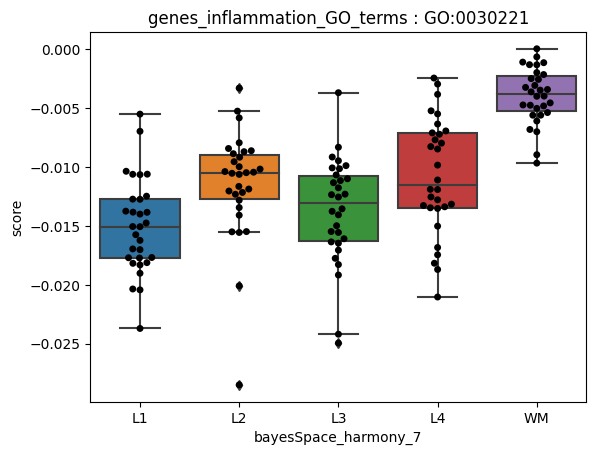 genes_inflammation_GO_terms : GO:0030221
0.000
−0.005
−0.010
−0.015
−0.020
−0.025
score
L1 L2 L3 L4 WM
bayesSpace_harmony_7